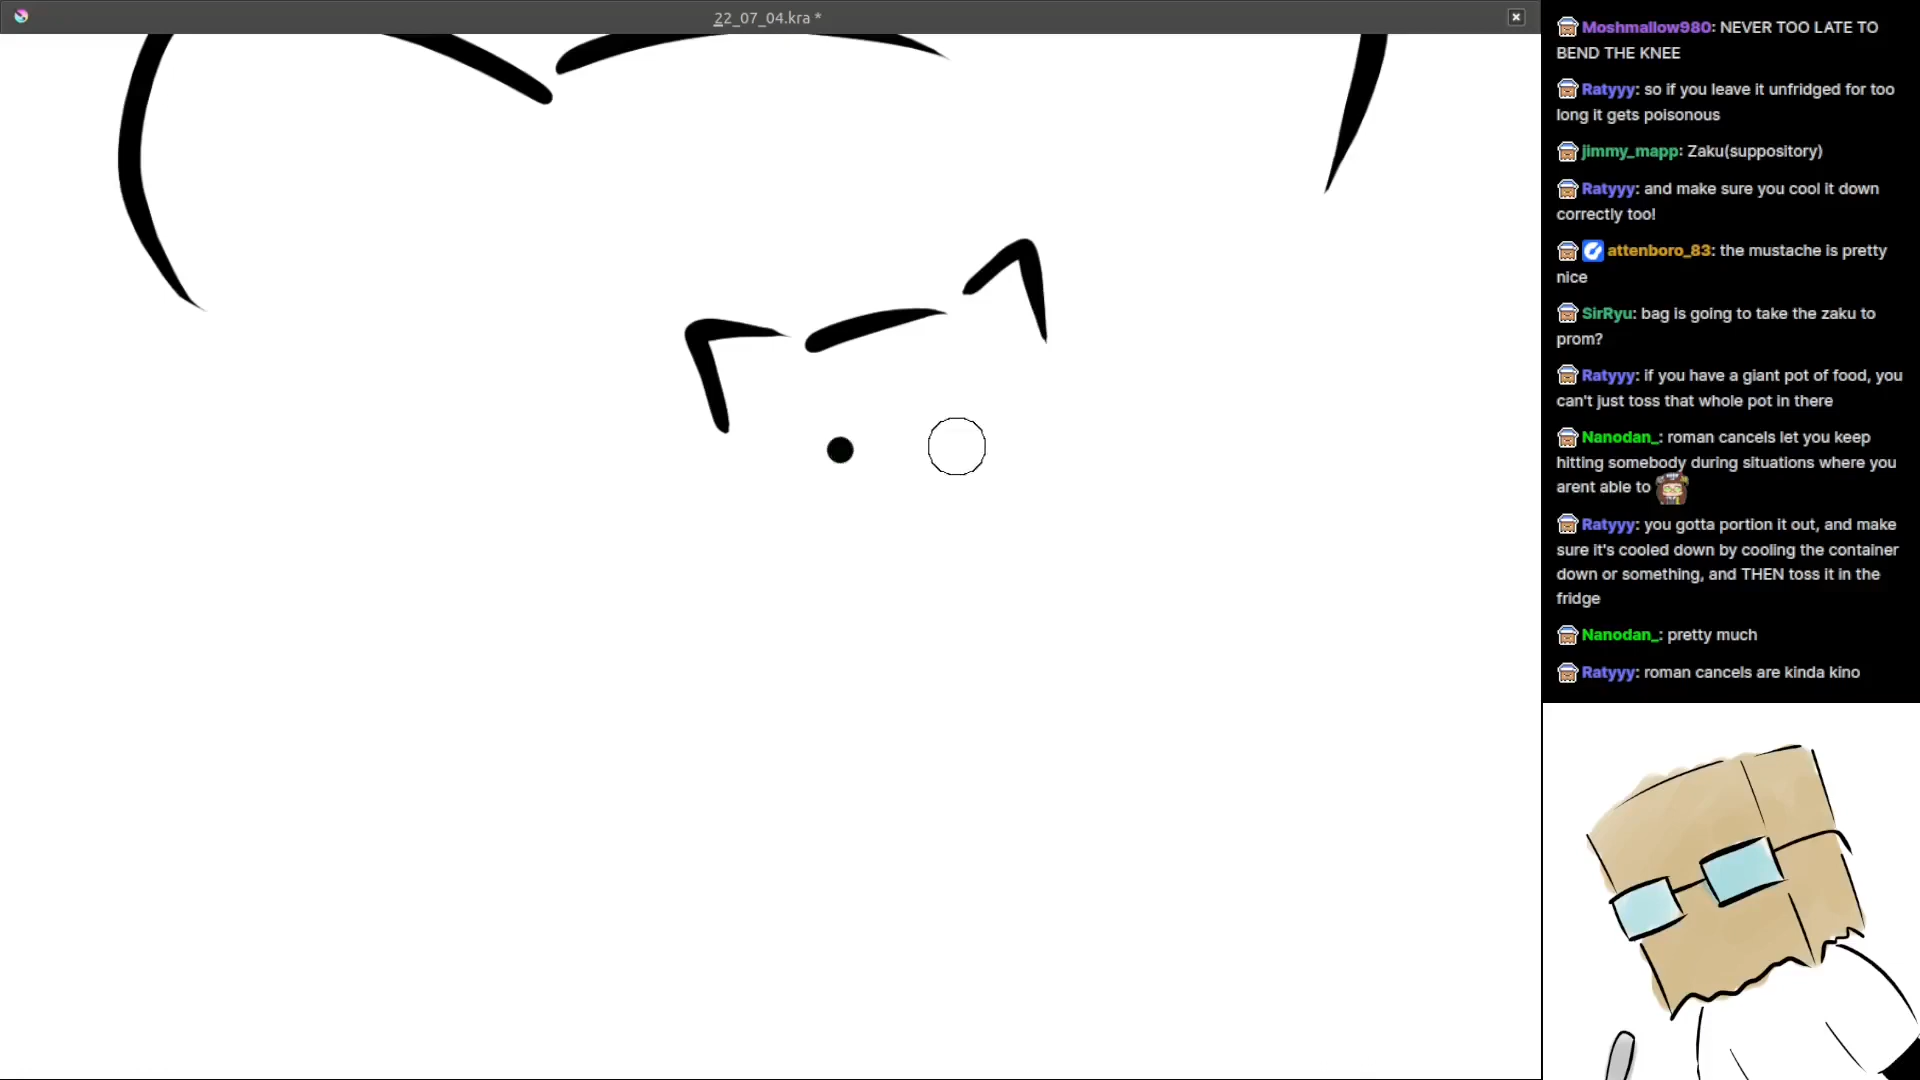 22_07_04.kra *
Moshmallow980: NEVER TOO LATE TO
BEND THE KNEE
Ratyyy: so if you leave it unfridged for too
long it gets poisonous
jimmy_mapp: Zaku(suppository)
Ratyyy: and make sure you cool it down
correctly too!
attenboro_83: the mustache is pretty
nice
SirRyu: bag is going to take the zaku to
prom?
Ratyyy: if you have a giant pot of food, you
can't just toss that whole pot in there
Nanodan_: roman cancels let you keep
hitting somebody during situations where you
arent able to
Ratyyy: you gotta portion it out, and make
sure it's cooled down by cooling the container
down or something, and THEN toss it in the
fridge
Nanodan_: pretty much
Ratyyy: roman cancels are kinda kino